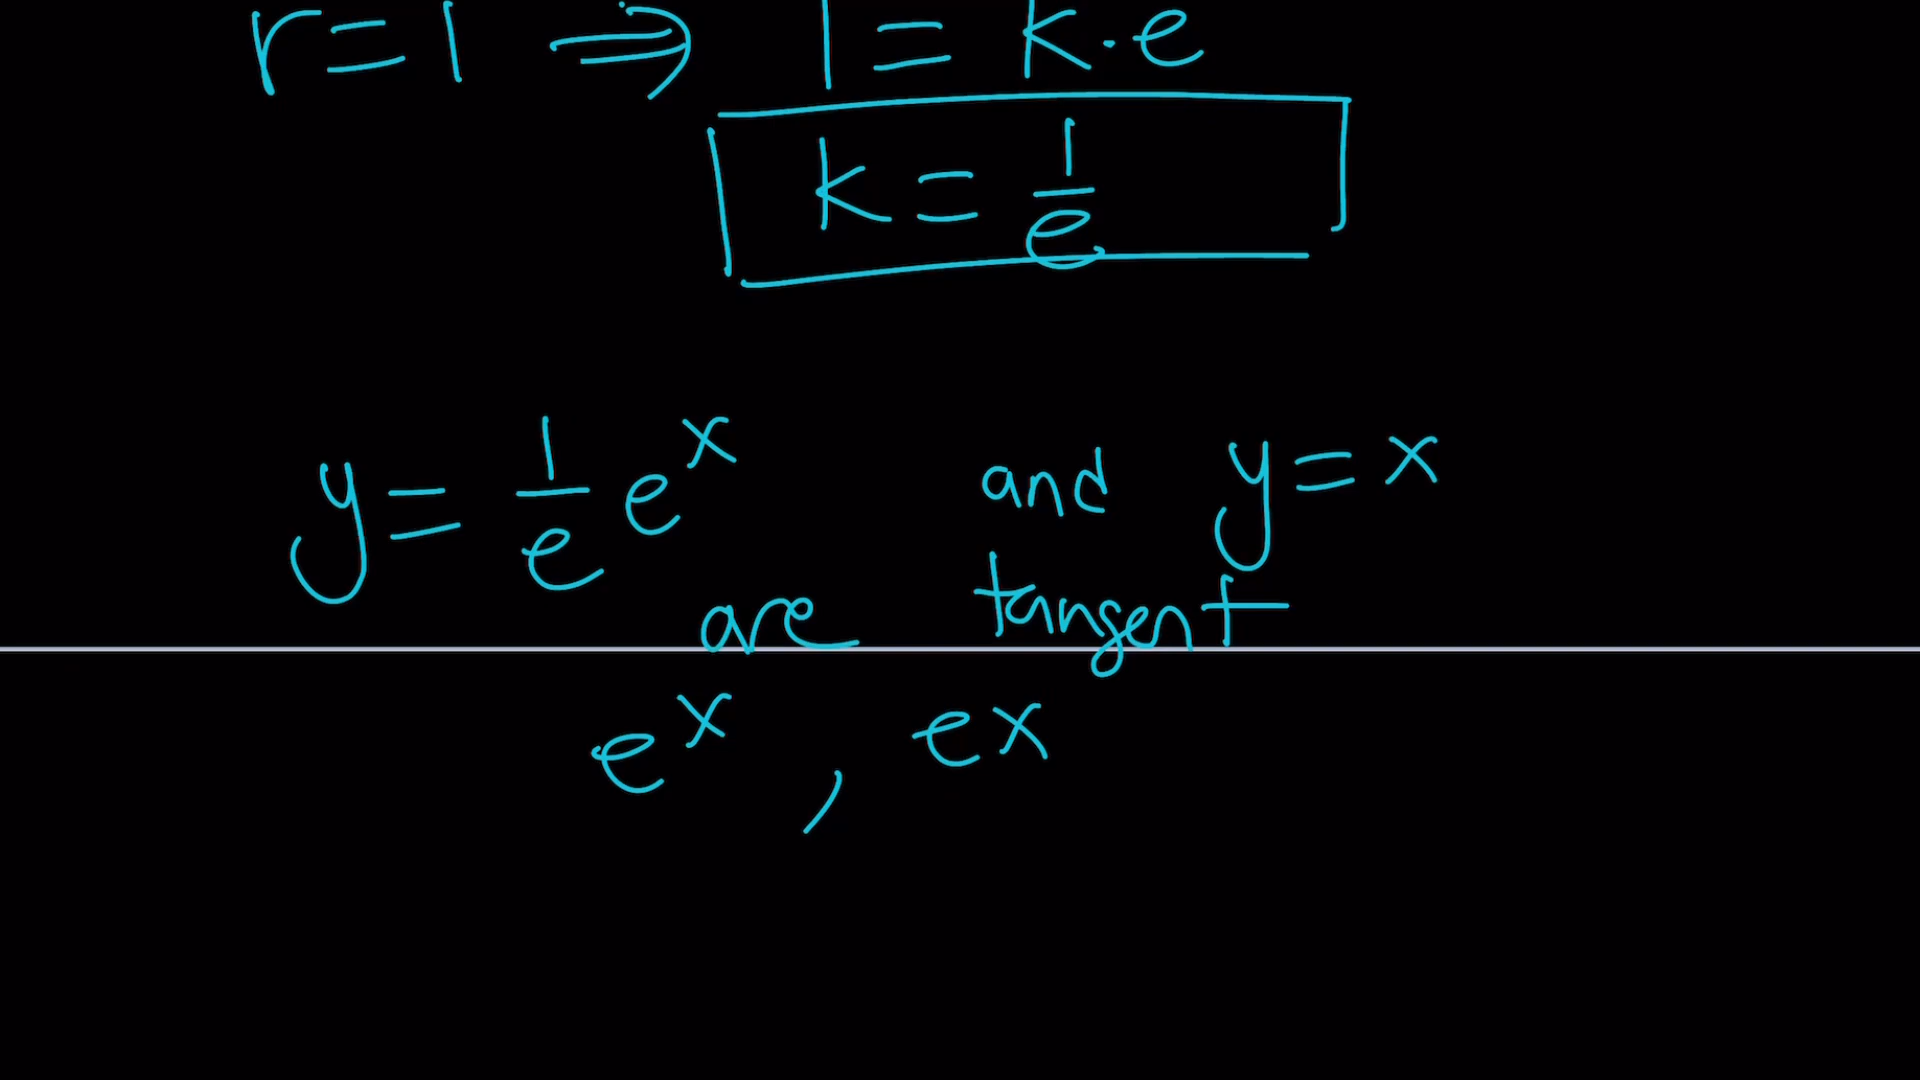 r = 1 ⇒ 1 = k · e
k = 1/e
y = 1/e e^x and y = x
are tangent
e^x , ex